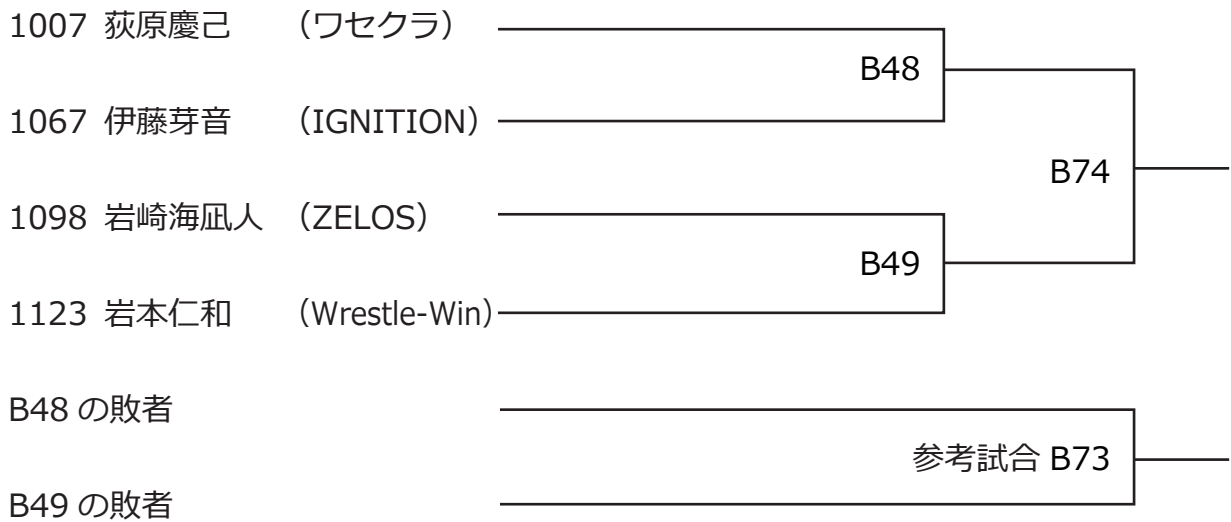 1007 荻原慶己 （ワセクラ）
B48
1067 伊藤芽音 （IGNITION）
B74
1098 岩崎海凪人 （ZELOS）
B49
1123 岩本仁和 （Wrestle-Win）
B48 の敗者
参考試合 B73
B49 の敗者